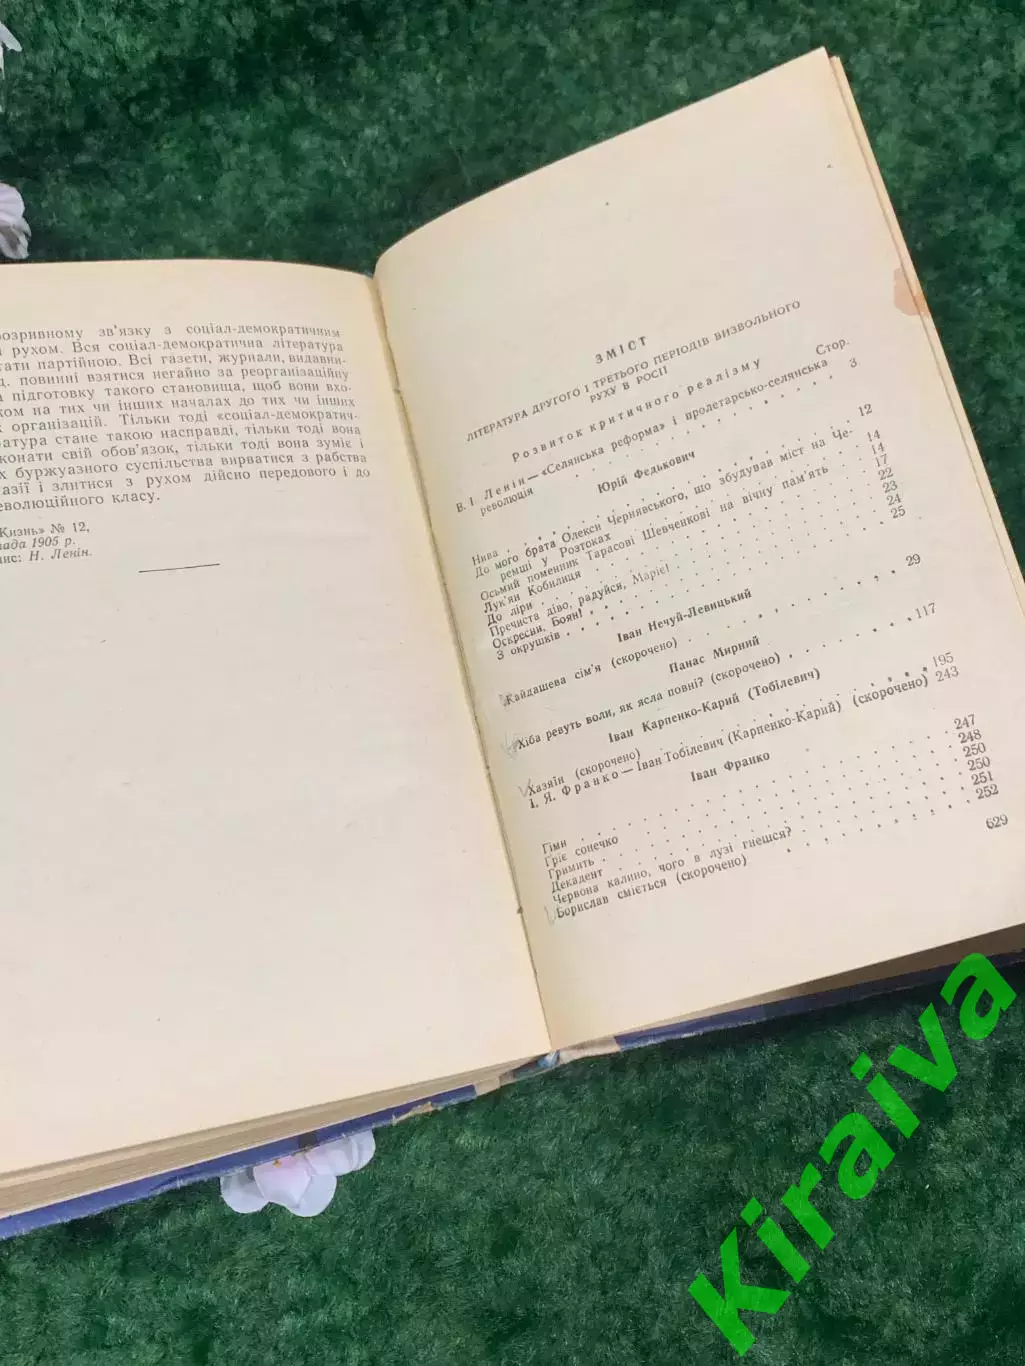 розривному зв'язку з соціал-демократичним
рухом. Вся соціал-демократична література
тати партійною. Всі газети, журнали, видавни-
д. повинні взятися негайно за реорганізаційну
підготовку такого становища, щоб вони вхо-
ком на тих чи інших началах до тих чи інших
х організацій. Тільки тоді «соціал-демократич-
ратура стане такою насправді, тільки тоді вона
конати свій обов'язок, тільки тоді вона зуміє і
х буржуазного суспільства вирватися з рабства
азії і злитися з рухом дійсно передового і до
еволюційного класу.
Жизнь» № 12,
пада 1905 р.
пис: Н. Ленін.
ЗМІСТ
ЛІТЕРАТУРА ДРУГОГО І ТРЕТЬОГО ПЕРІОДІВ ВИЗВОЛЬНОГО
РУХУ В РОСІЇ
Розвиток критичного реалізму
Стор.
В. І. Ленін — «Селянська реформа» і пролетарсько-селянська
революція . . . . . . . 3
Юрій Федькович
Нива . . . . . . . 12
До мого брата Олекси Чернявського, що збудував міст на Че-
ремші у Розтоках . . . . . . . 14
Осьмий поменник Тарасові Шевченкові на вічну пам'ять . . 14
Лук'ян Кобилиця . . . . . . . 17
До ліри . . . . . . . 22
Пречиста діво, радуйся, Маріє! . . . . . . . 23
Оскресни, Боян! . . . . . . . 24
З окрушків . . . . . . . 25
Іван Нечуй-Левицький
Кайдашева сім'я (скорочено) . . . . . . . 29
Панас Мирний
Хіба ревуть воли, як ясла повні? (скорочено) . . . . . . . 117
Іван Карпенко-Карий (Тобілевич)
Хазяїн (скорочено) . . . . . . . 195
І. Я. Франко — Іван Тобілевич (Карпенко-Карий) (скорочено) 243
Іван Франко
Гімн . . . . . . . 247
Гріє сонечко . . . . . . . 248
Гримить . . . . . . . 250
Декадент . . . . . . . 250
Червона калино, чого в лузі гнешся? . . . . . . . 251
Борислав сміється (скорочено) . . . . . . . 252
629
Kiraiva